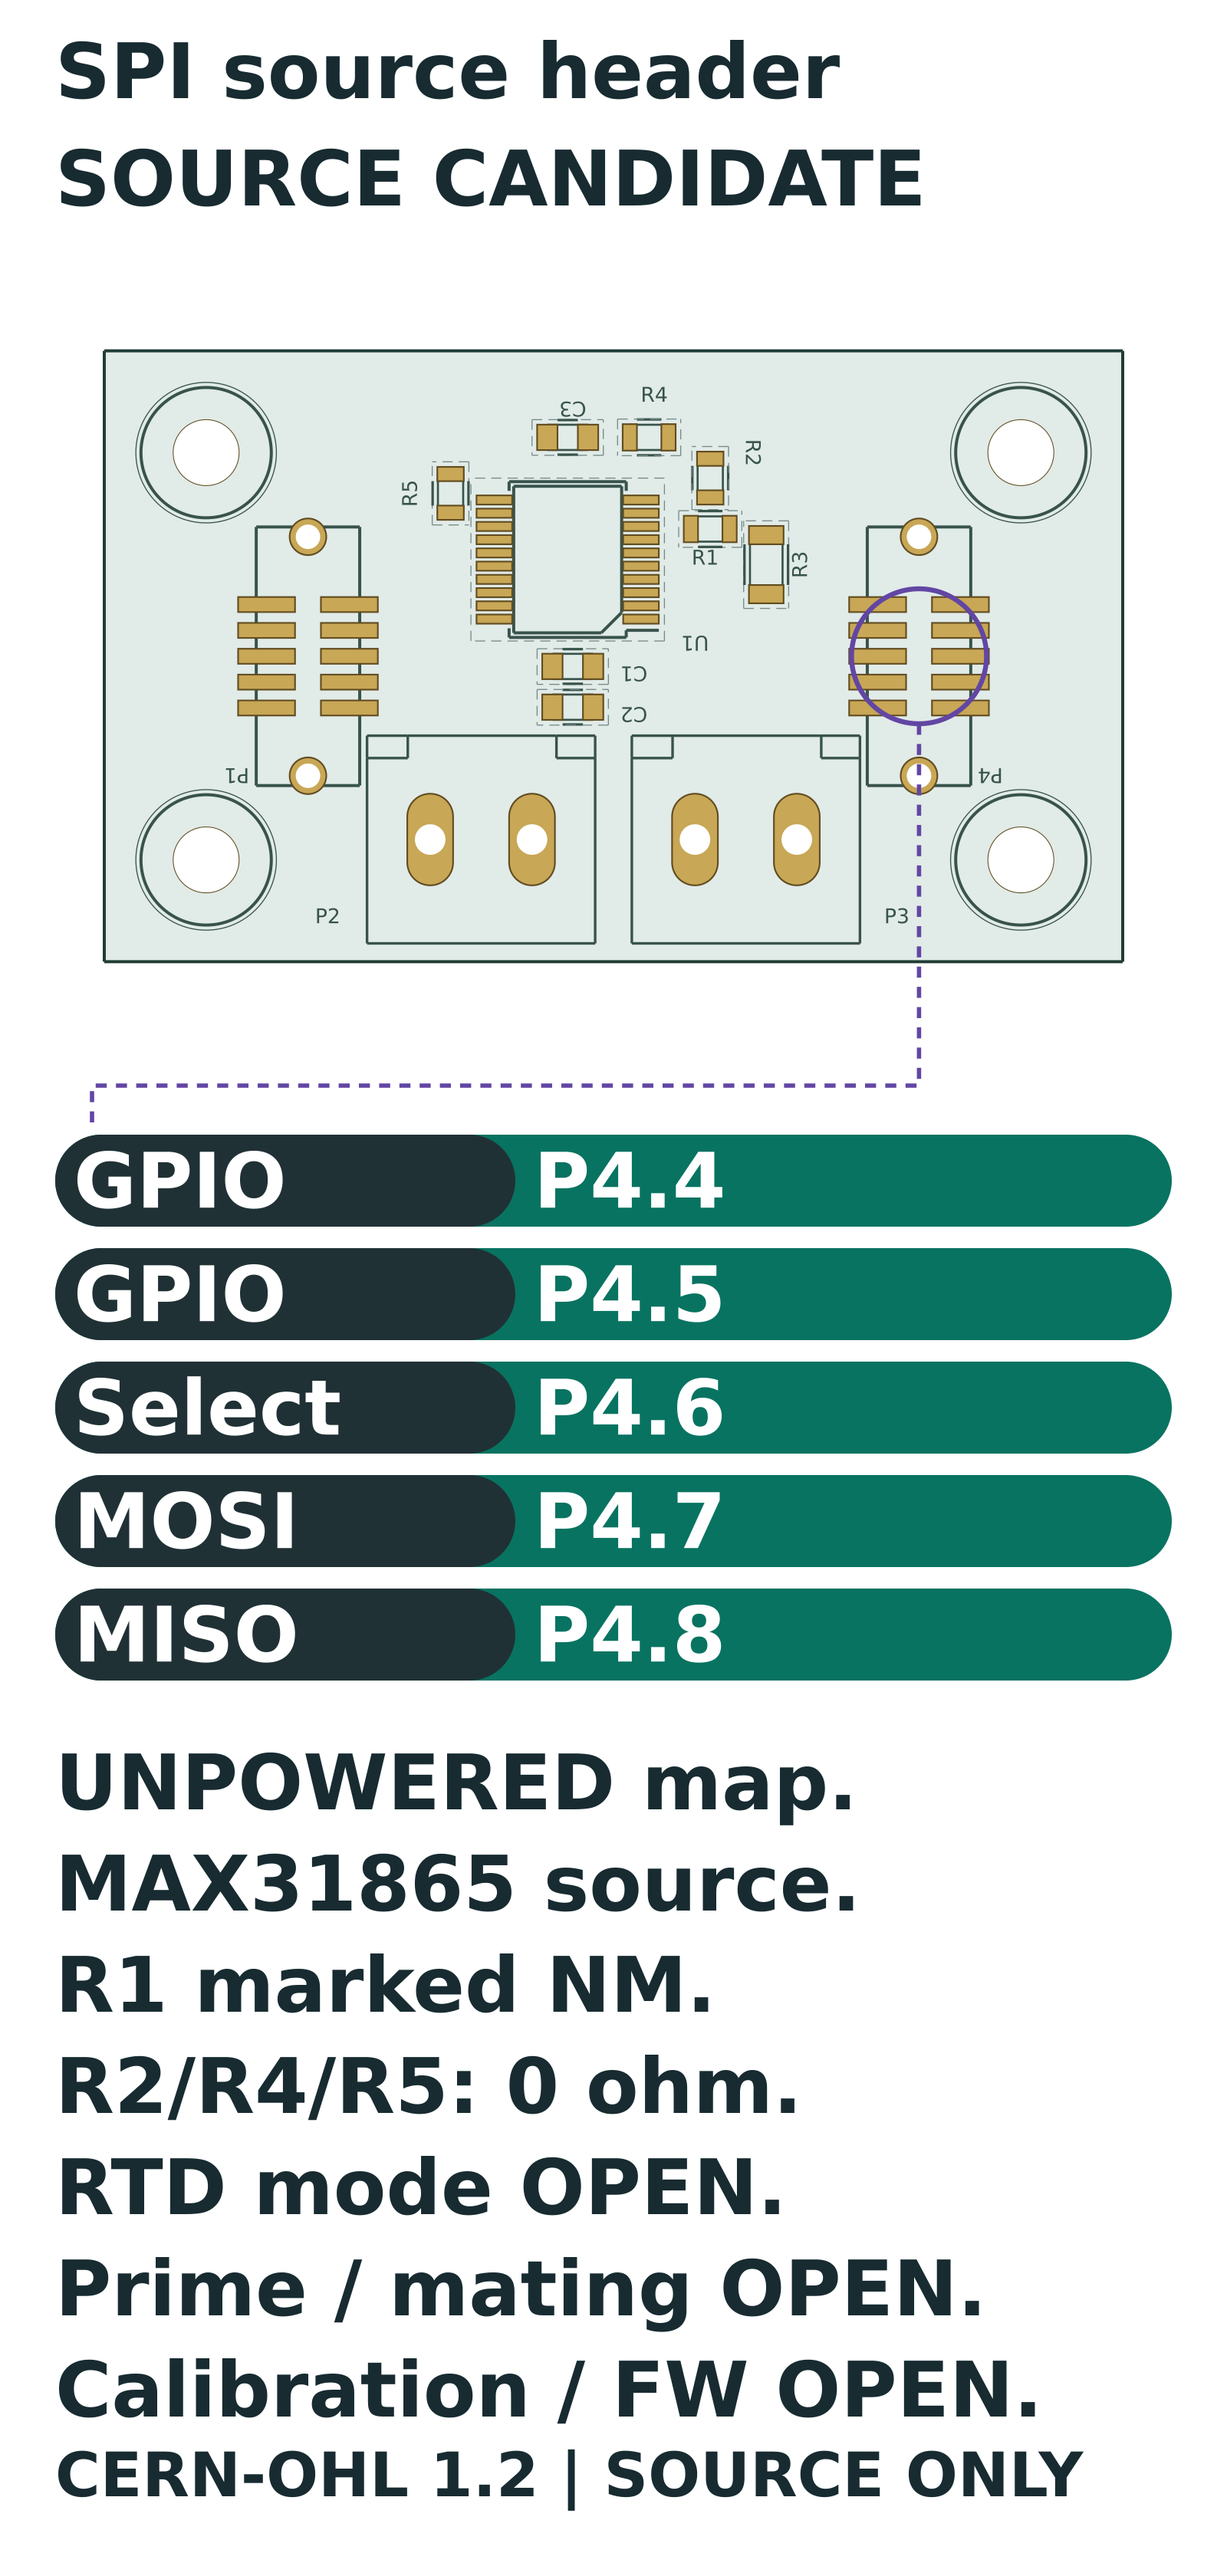 SPI source header
SOURCE CANDIDATE
C3
R4
R2
R5
R1
R3
U1
C1
C2
P1
P4
P2
P3
GPIO P4.4
GPIO P4.5
Select P4.6
MOSI P4.7
MISO P4.8
UNPOWERED map.
MAX31865 source.
R1 marked NM.
R2/R4/R5: 0 ohm.
RTD mode OPEN.
Prime / mating OPEN.
Calibration / FW OPEN.
CERN-OHL 1.2 | SOURCE ONLY